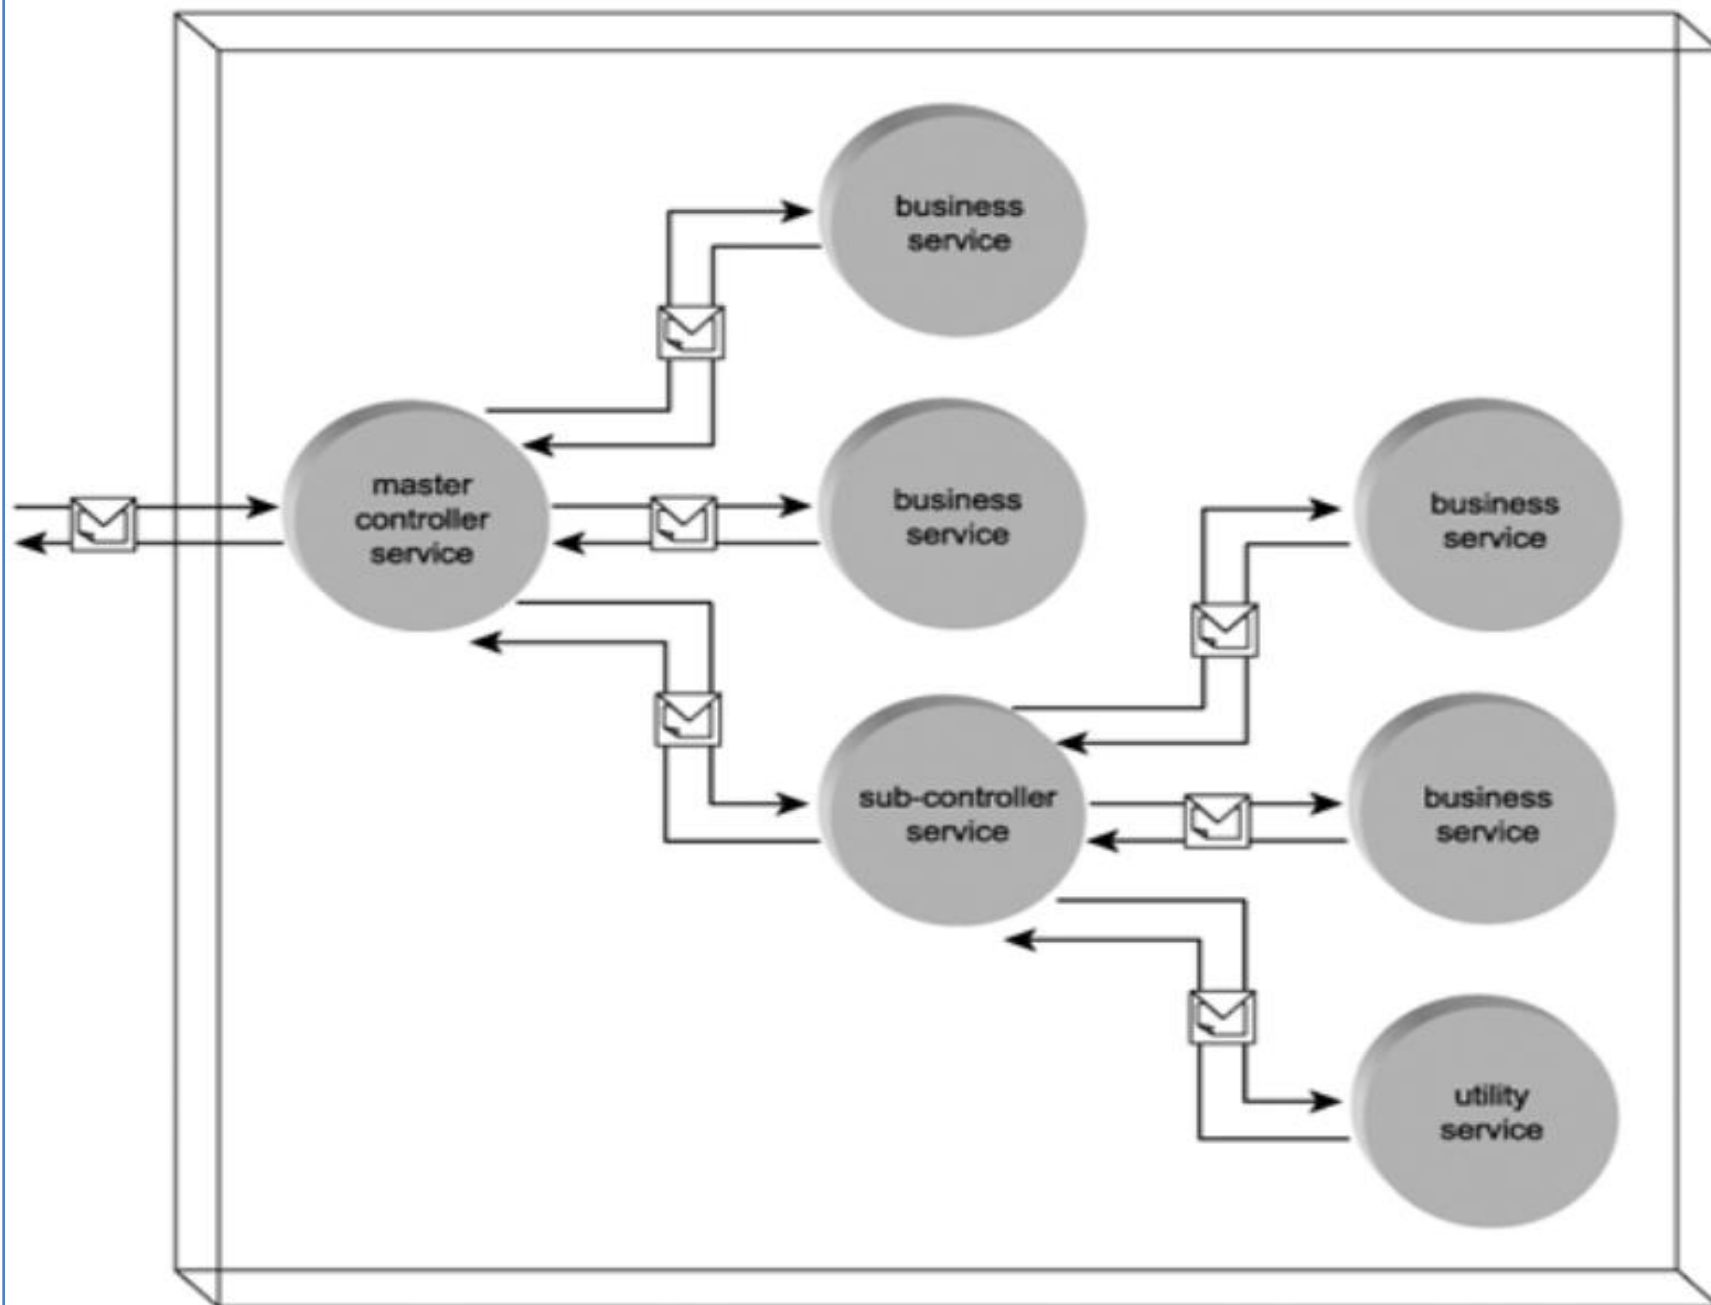 business
service
master
controller
service
business
service
business
service
sub-controller
service
business
service
utility
service